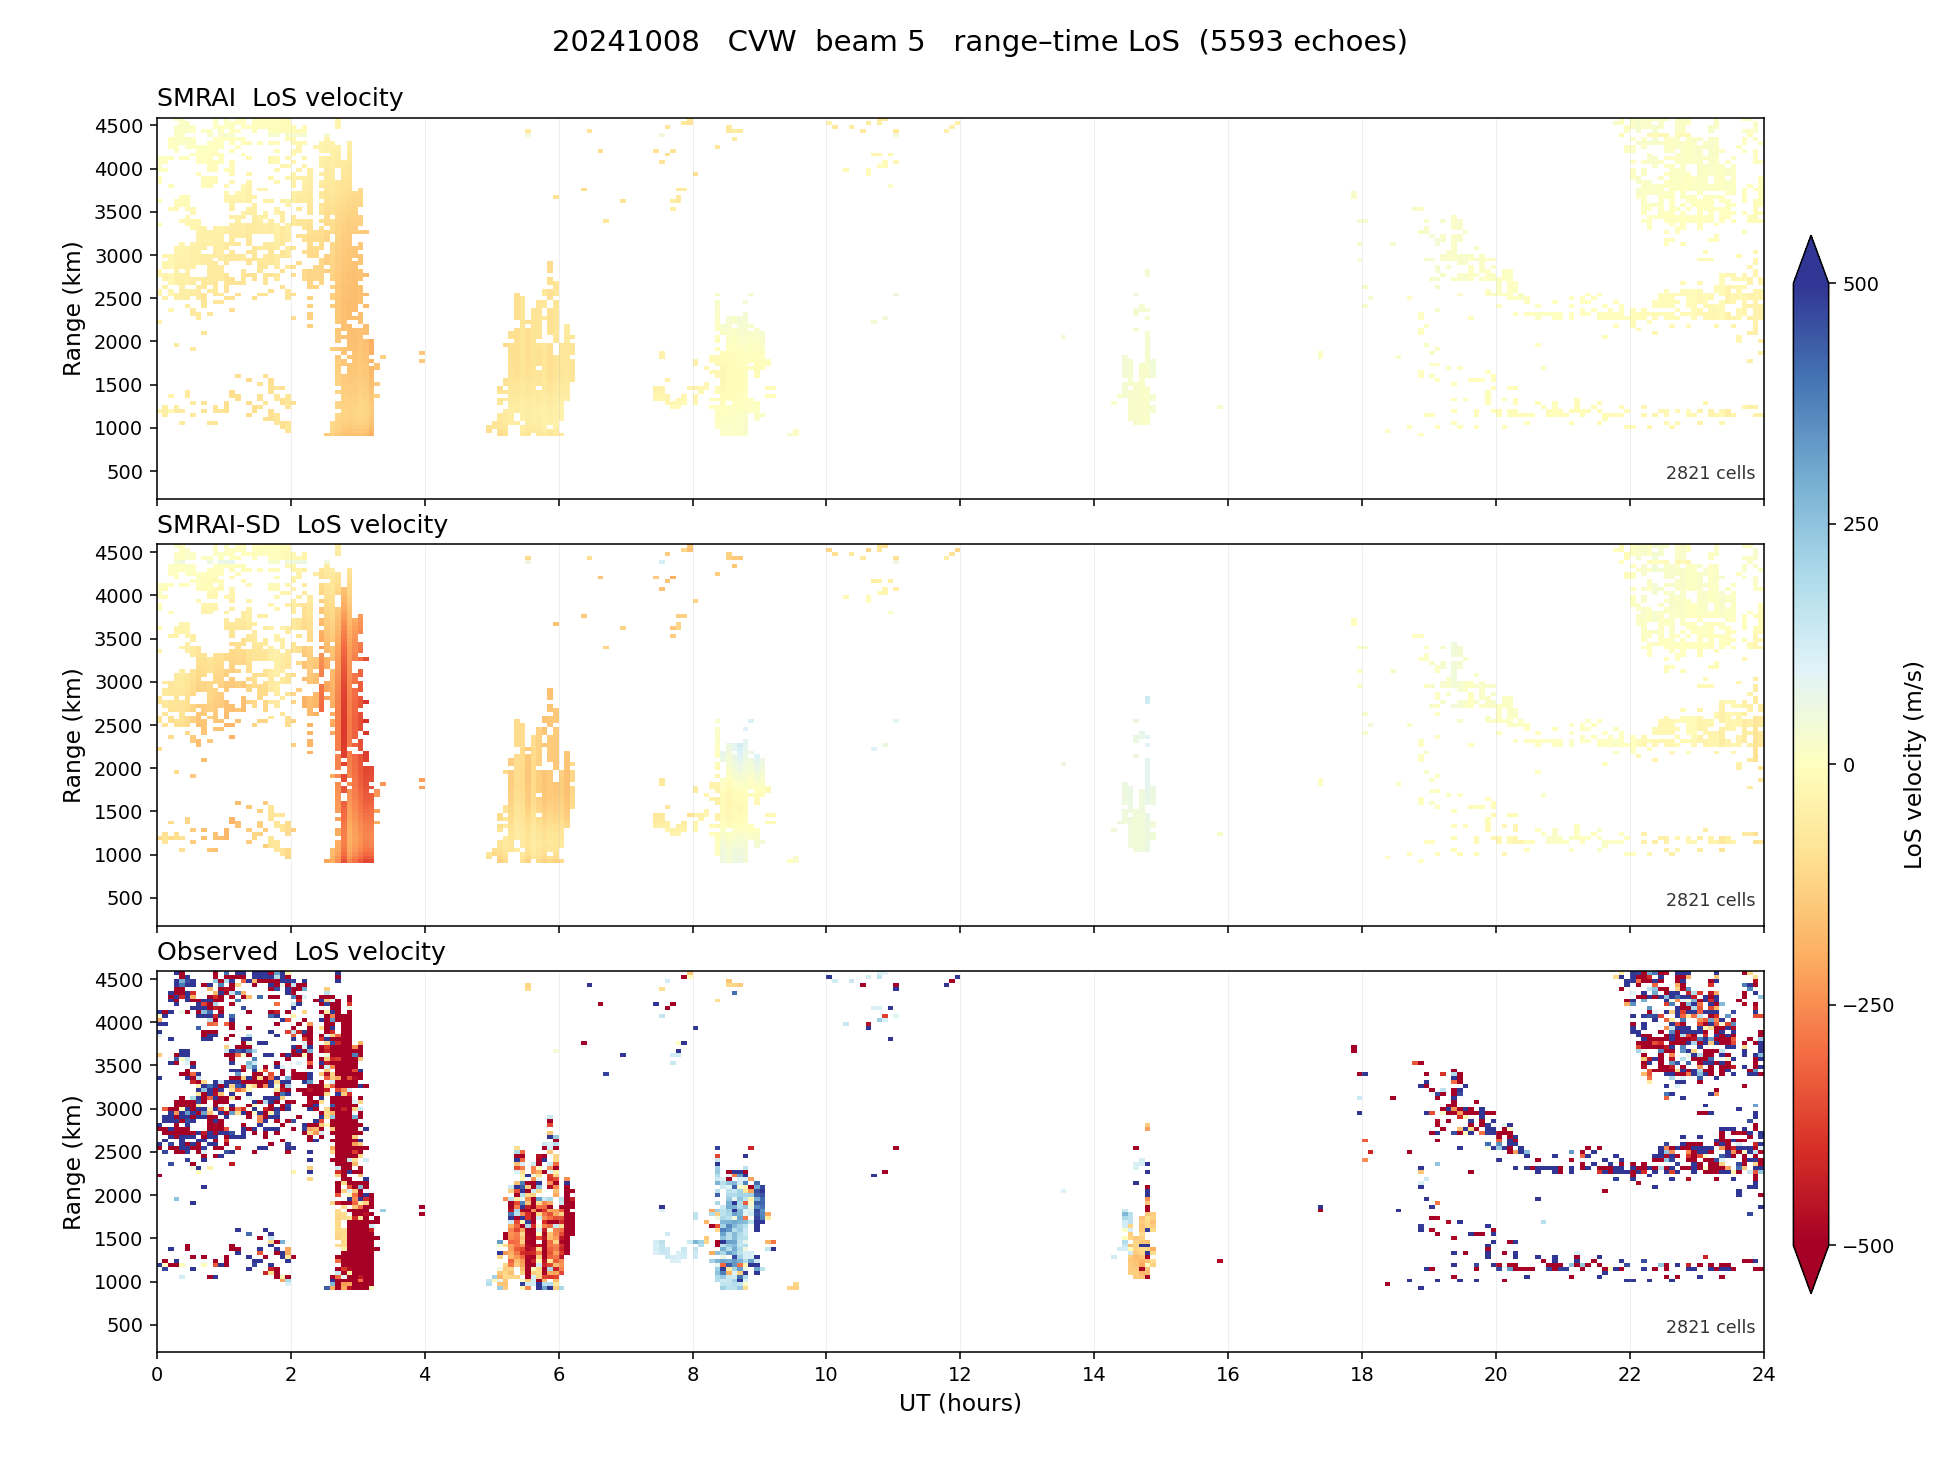 20241008 CVW beam 5 range–time LoS (5593 echoes)
SMRAI LoS velocity
4500
4000
3500
3000
2500
2000
1500
1000
500
Range (km)
2821 cells
SMRAI-SD LoS velocity
4500
4000
3500
3000
2500
2000
1500
1000
500
Range (km)
2821 cells
Observed LoS velocity
4500
4000
3500
3000
2500
2000
1500
1000
500
Range (km)
2821 cells
0 2 4 6 8 10 12 14 16 18 20 22 24
UT (hours)
500
250
0
−250
−500
LoS velocity (m/s)